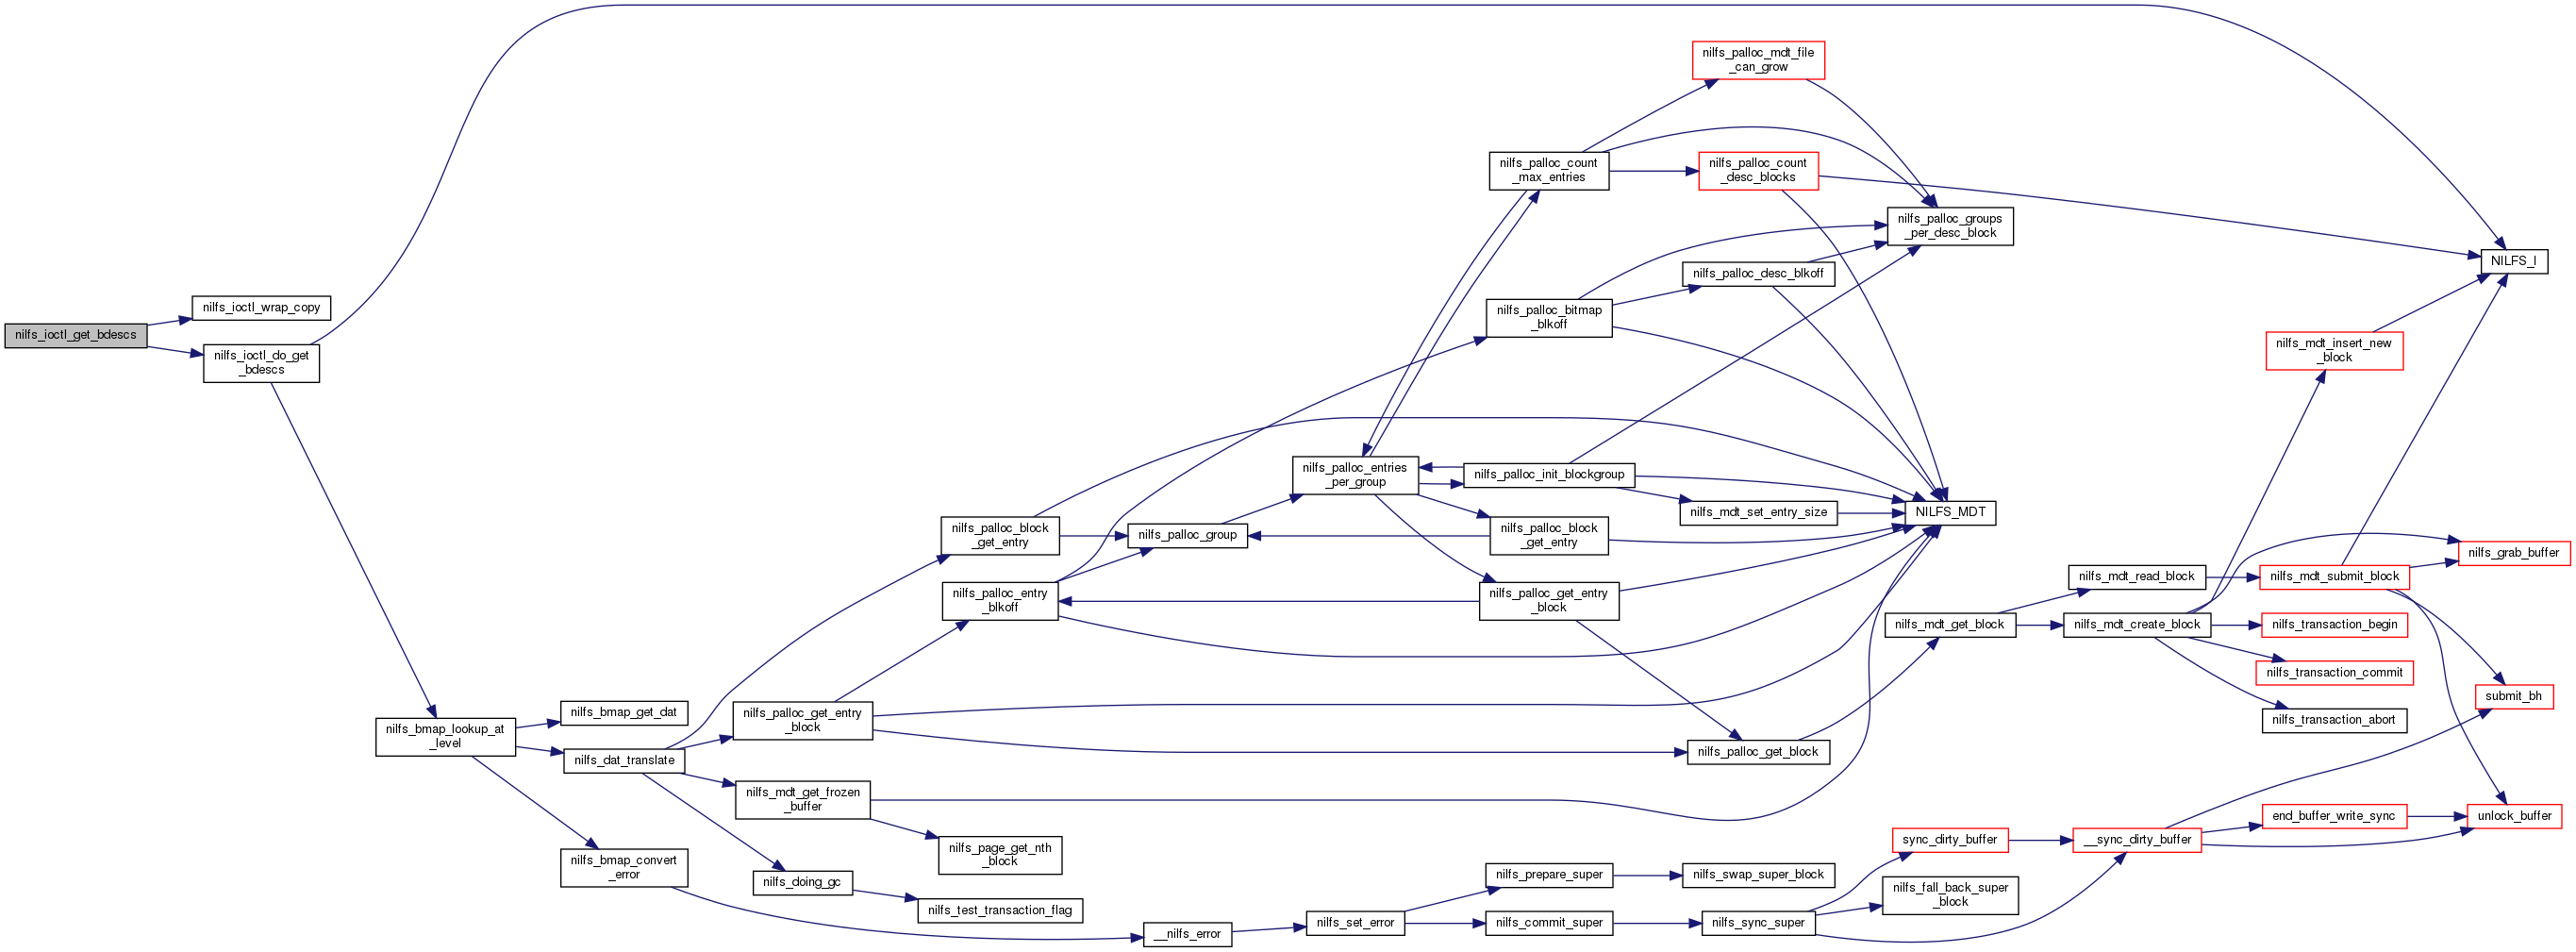 nilfs_ioctl_get_bdescs
nilfs_ioctl_wrap_copy
nilfs_ioctl_do_get
_bdescs
nilfs_bmap_lookup_at
_level
nilfs_bmap_get_dat
nilfs_dat_translate
nilfs_bmap_convert
_error
nilfs_palloc_get_entry
_block
nilfs_mdt_get_frozen
_buffer
nilfs_doing_gc
nilfs_palloc_block
_get_entry
nilfs_palloc_entry
_blkoff
nilfs_page_get_nth
_block
nilfs_test_transaction_flag
nilfs_palloc_group
__nilfs_error
nilfs_palloc_entries
_per_group
nilfs_set_error
nilfs_palloc_count
_max_entries
nilfs_palloc_bitmap
_blkoff
nilfs_palloc_init_blockgroup
nilfs_palloc_block
_get_entry
nilfs_palloc_get_entry
_block
nilfs_prepare_super
nilfs_commit_super
nilfs_palloc_mdt_file
_can_grow
nilfs_palloc_count
_desc_blocks
nilfs_palloc_desc_blkoff
nilfs_mdt_set_entry_size
nilfs_palloc_get_block
nilfs_swap_super_block
nilfs_sync_super
nilfs_palloc_groups
_per_desc_block
NILFS_MDT
nilfs_mdt_get_block
sync_dirty_buffer
nilfs_fall_back_super
_block
nilfs_mdt_read_block
nilfs_mdt_create_block
__sync_dirty_buffer
nilfs_mdt_insert_new
_block
nilfs_mdt_submit_block
nilfs_transaction_begin
nilfs_transaction_commit
nilfs_transaction_abort
end_buffer_write_sync
NILFS_I
nilfs_grab_buffer
submit_bh
unlock_buffer